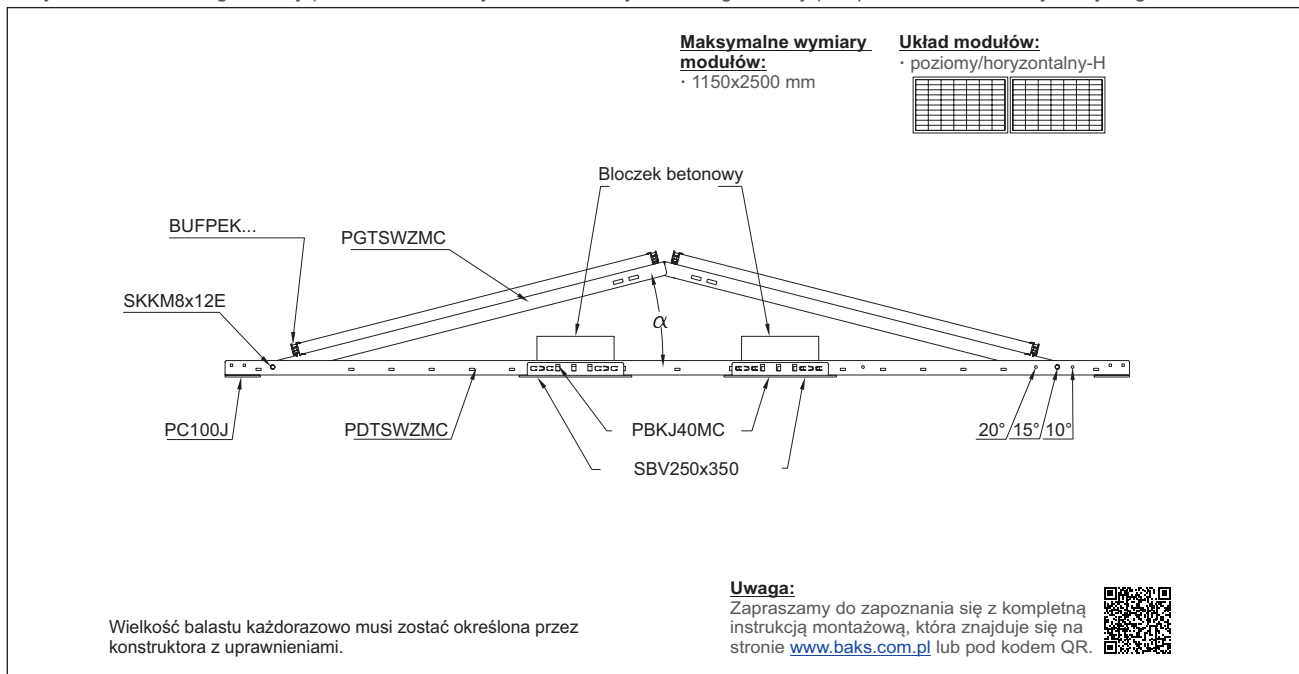 Maksymalne wymiary
modułów:
· 1150x2500 mm
Układ modułów:
· poziomy/horyzontalny-H
Bloczek betonowy
BUFPEK...
PGTSWZMC
SKKM8x12E
α
PC100J
PDTSWZMC
PBKJ40MC
SBV250x350
20° 15° 10°
Wielkość balastu każdorazowo musi zostać określona przez
konstruktora z uprawnieniami.
Uwaga:
Zapraszamy do zapoznania się z kompletną
instrukcją montażową, która znajduje się na
stronie www.baks.com.pl lub pod kodem QR.